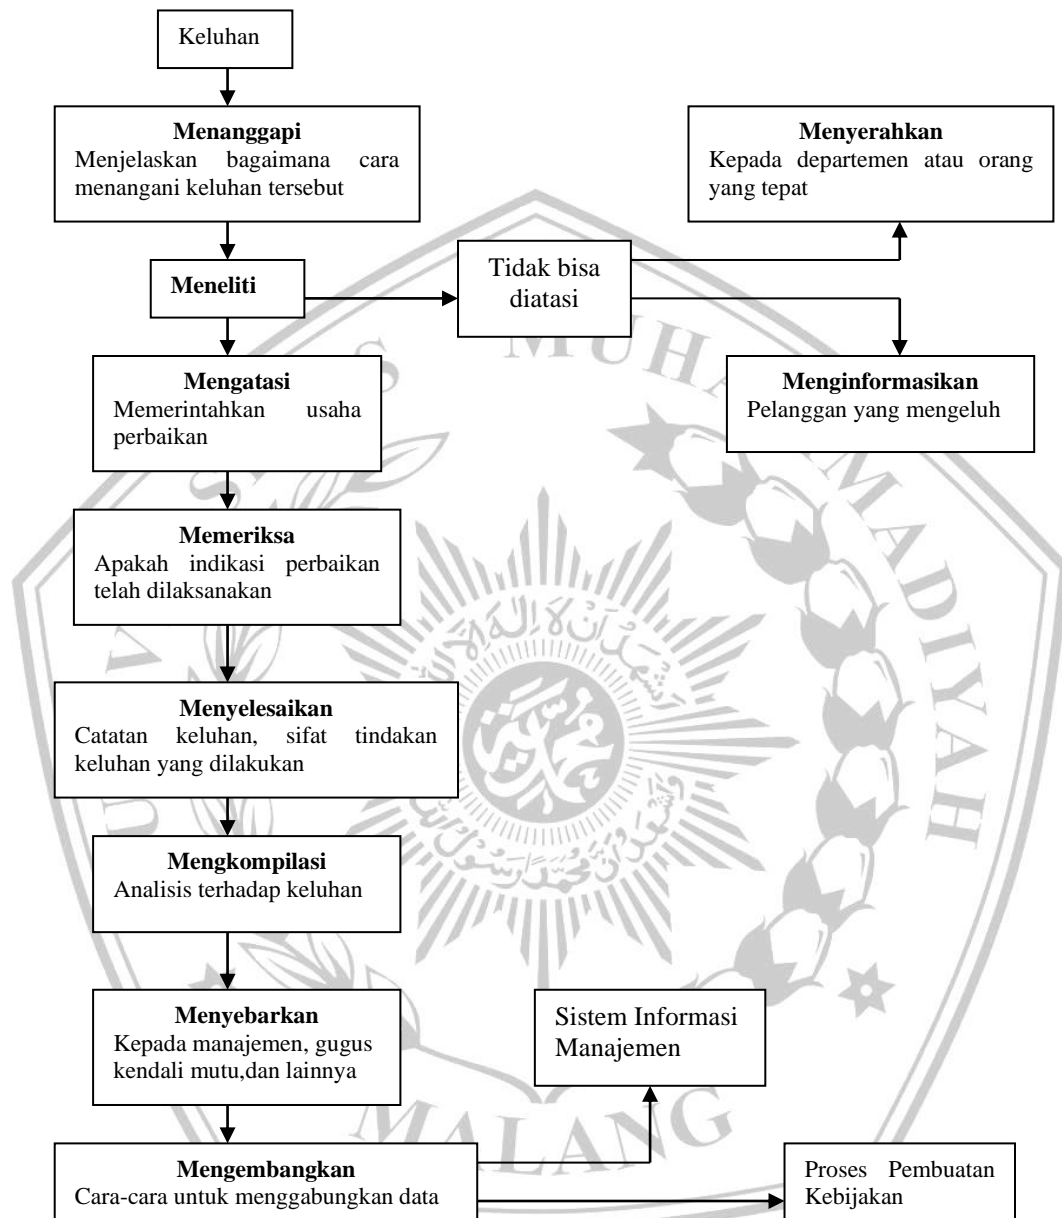 Keluhan
Menanggapi
Menjelaskan bagaimana cara
menangani keluhan tersebut
Menyerahkan
Kepada departemen atau orang
yang tepat
Meneliti
Tidak bisa
diatasi
Mengatasi
Memerintahkan usaha
perbaikan
Menginformasikan
Pelanggan yang mengeluh
Memeriksa
Apakah indikasi perbaikan
telah dilaksanakan
Menyelesaikan
Catatan keluhan, sifat tindakan
keluhan yang dilakukan
Mengkompilasi
Analisis terhadap keluhan
Menyebarkan
Kepada manajemen, gugus
kendali mutu,dan lainnya
Sistem Informasi
Manajemen
Mengembangkan
Cara-cara untuk menggabungkan data
Proses Pembuatan
Kebijakan
MALANG